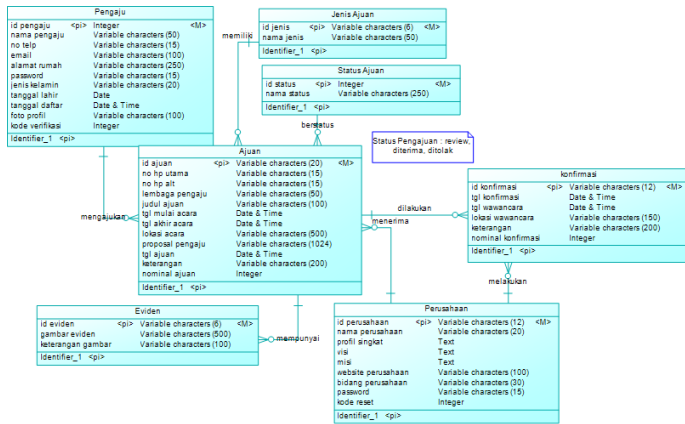 Pengaju
id pengaju <pi> Integer <M>
nama pengaju Variable characters (50)
no telp Variable characters (15)
email Variable characters (100)
alamat rumah Variable characters (250)
password Variable characters (15)
jenis kelamin Variable characters (20)
tanggal lahir Date
tanggal daftar Date & Time
foto profil Variable characters (100)
kode verifikasi Integer
Identifier_1 <pi>
memiliki
Jenis Ajuan
id jenis <pi> Variable characters (6) <M>
nama jenis Variable characters (50)
Identifier_1 <pi>
Status Ajuan
id status <pi> Integer <M>
nama status Variable characters (250)
Identifier_1 <pi>
berstatus
Status Pengajuan : review,
diterima, ditolak
Ajuan
id ajuan <pi> Variable characters (20) <M>
no hp utama Variable characters (15)
no hp alt Variable characters (15)
lembaga pengaju Variable characters (50)
judul ajuan Variable characters (100)
tgl mulai acara Date & Time
tgl akhir acara Date & Time
lokasi acara Variable characters (500)
proposal pengaju Variable characters (1024)
tgl ajuan Date & Time
keterangan Variable characters (200)
nominal ajuan Integer
Identifier_1 <pi>
mengajukan
dilakukan
menerima
konfirmasi
id konfirmasi <pi> Variable characters (12) <M>
tgl konfirmasi Date & Time
tgl wawancara Date & Time
lokasi wawancara Variable characters (150)
keterangan Variable characters (200)
nominal konfirmasi Integer
Identifier_1 <pi>
melakukan
Eviden
id eviden <pi> Variable characters (6) <M>
gambar eviden Variable characters (500)
keterangan gambar Variable characters (100)
Identifier_1 <pi>
mempunyai
Perusahaan
id perusahaan <pi> Variable characters (12) <M>
nama perusahaan Variable characters (20)
profil singkat Text
visi Text
misi Text
website perusahaan Variable characters (100)
bidang perusahaan Variable characters (30)
password Variable characters (15)
kode reset Integer
Identifier_1 <pi>